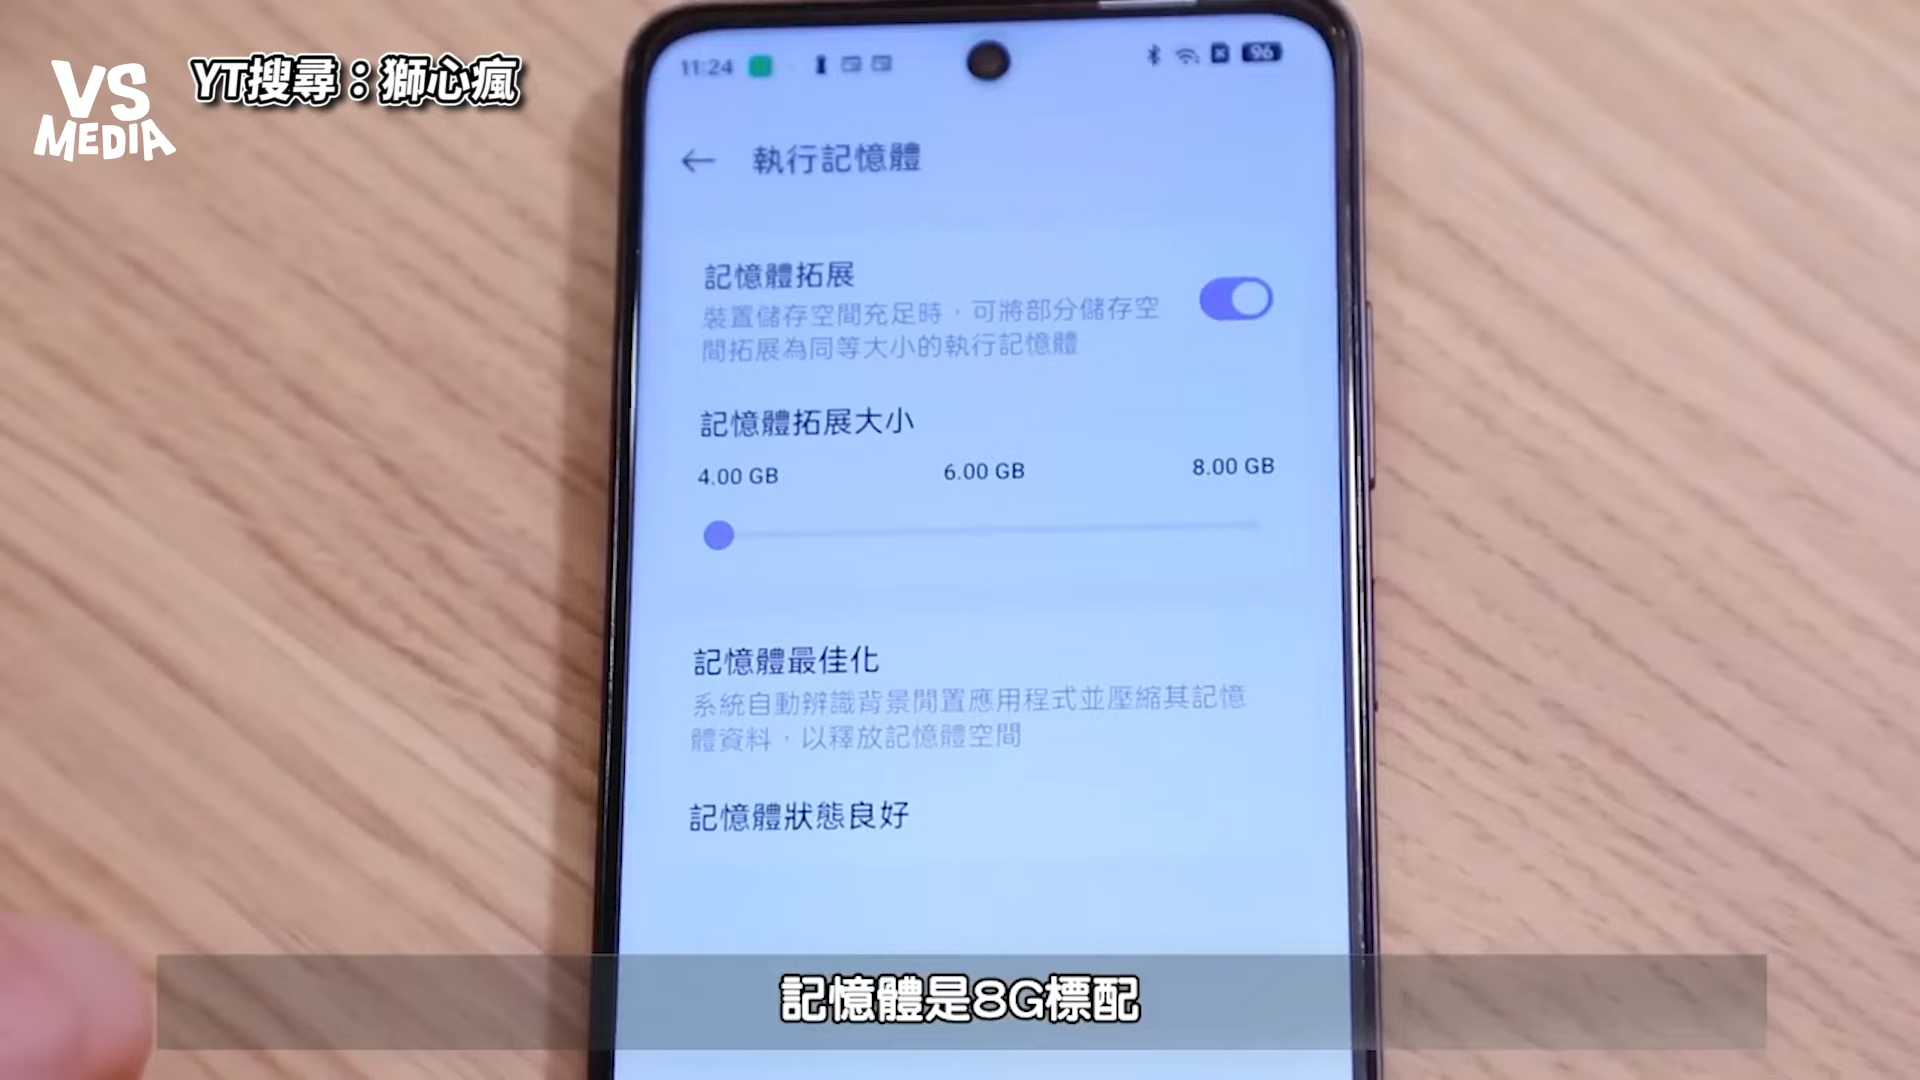 VS
MEDIA
YT搜尋：獅心瘋
11:24
96
執行記憶體
記憶體拓展
裝置儲存空間充足時，可將部分儲存空
間拓展為同等大小的執行記憶體
記憶體拓展大小
4.00 GB
6.00 GB
8.00 GB
記憶體最佳化
系統自動辨識背景閒置應用程式並壓縮其記憶
體資料，以釋放記憶體空間
記憶體狀態良好
記憶體是8G標配